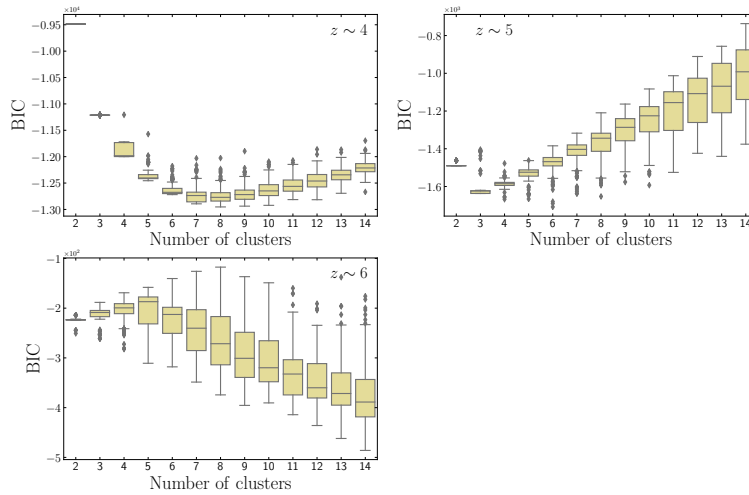 ×10⁴
−0.95
−1.00
−1.05
−1.10
−1.15
−1.20
−1.25
−1.30
BIC
z ~ 4
2 3 4 5 6 7 8 9 10 11 12 13 14
Number of clusters
×10³
−0.8
−1.0
−1.2
−1.4
−1.6
BIC
z ~ 5
2 3 4 5 6 7 8 9 10 11 12 13 14
Number of clusters
×10²
−1
−2
−3
−4
−5
BIC
z ~ 6
2 3 4 5 6 7 8 9 10 11 12 13 14
Number of clusters